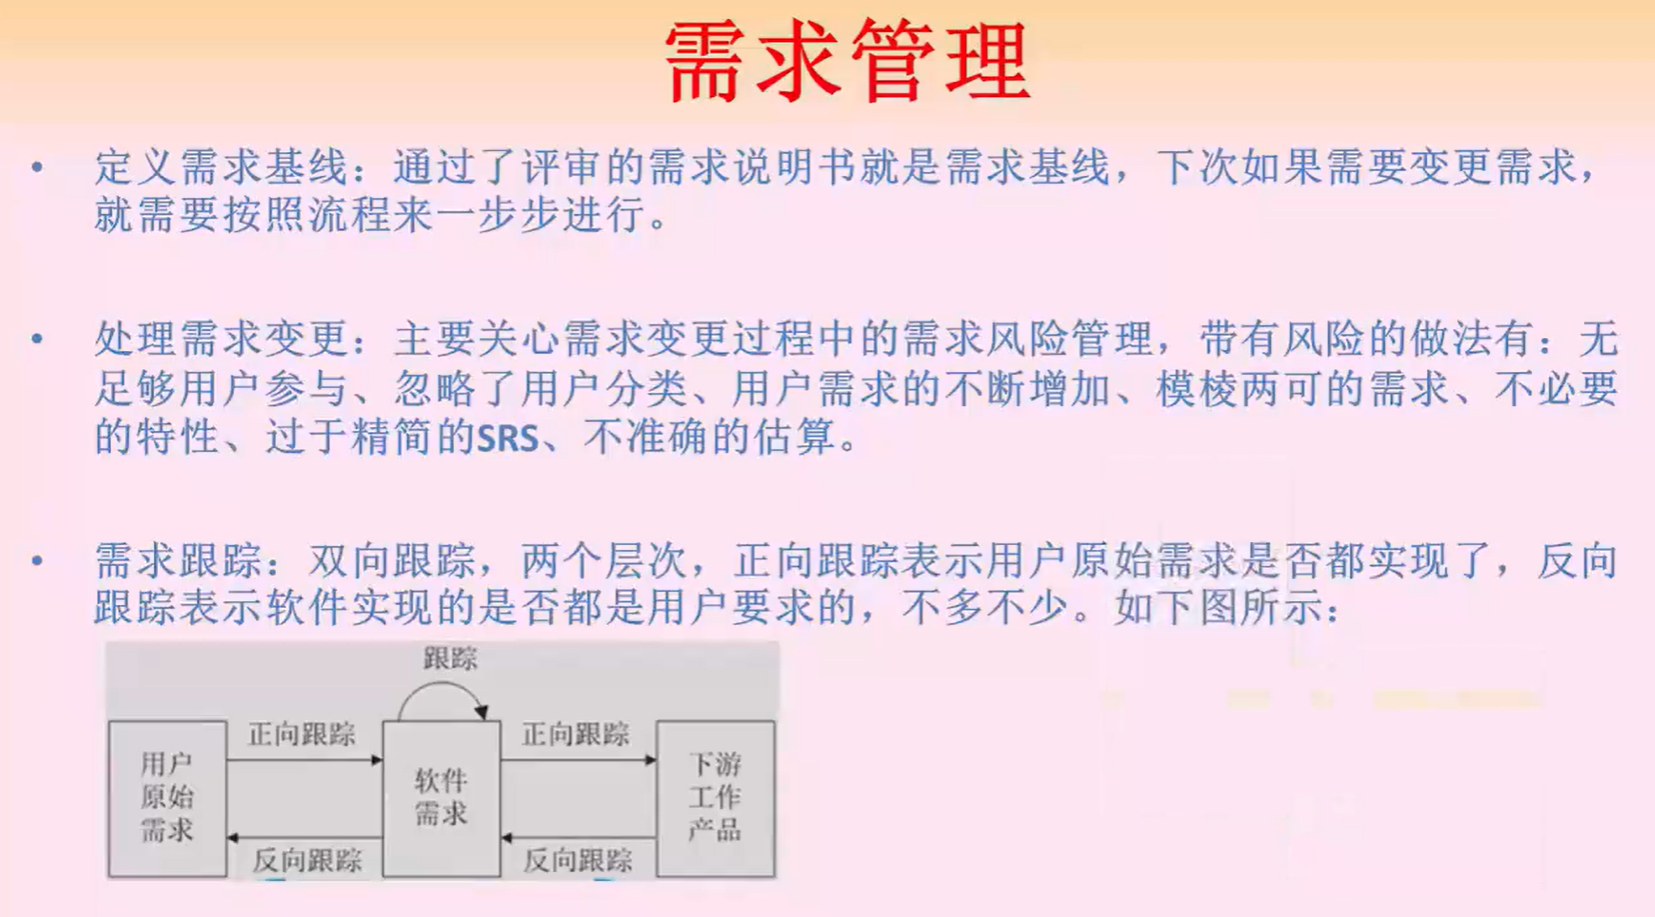 需求管理
• 定义需求基线：通过了评审的需求说明书就是需求基线，下次如果需要变更需求，
就需要按照流程来一步步进行。
• 处理需求变更：主要关心需求变更过程中的需求风险管理，带有风险的做法有：无
足够用户参与、忽略了用户分类、用户需求的不断增加、模棱两可的需求、不必要
的特性、过于精简的SRS、不准确的估算。
• 需求跟踪：双向跟踪，两个层次，正向跟踪表示用户原始需求是否都实现了，反向
跟踪表示软件实现的是否都是用户要求的，不多不少。如下图所示：
跟踪
正向跟踪
正向跟踪
用户
原始
需求
软件
需求
下游
工作
产品
反向跟踪
反向跟踪